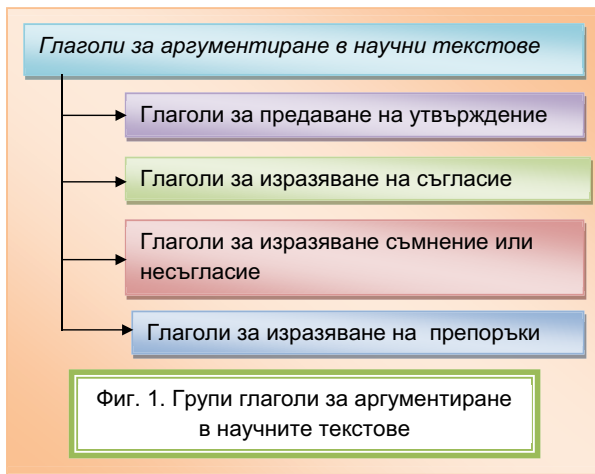 Глаголи за аргументиране в научни текстове
Глаголи за предаване на утвърждение
Глаголи за изразяване на съгласие
Глаголи за изразяване съмнение или
несъгласие
Глаголи за изразяване на препоръки
Фиг. 1. Групи глаголи за аргументиране
в научните текстове